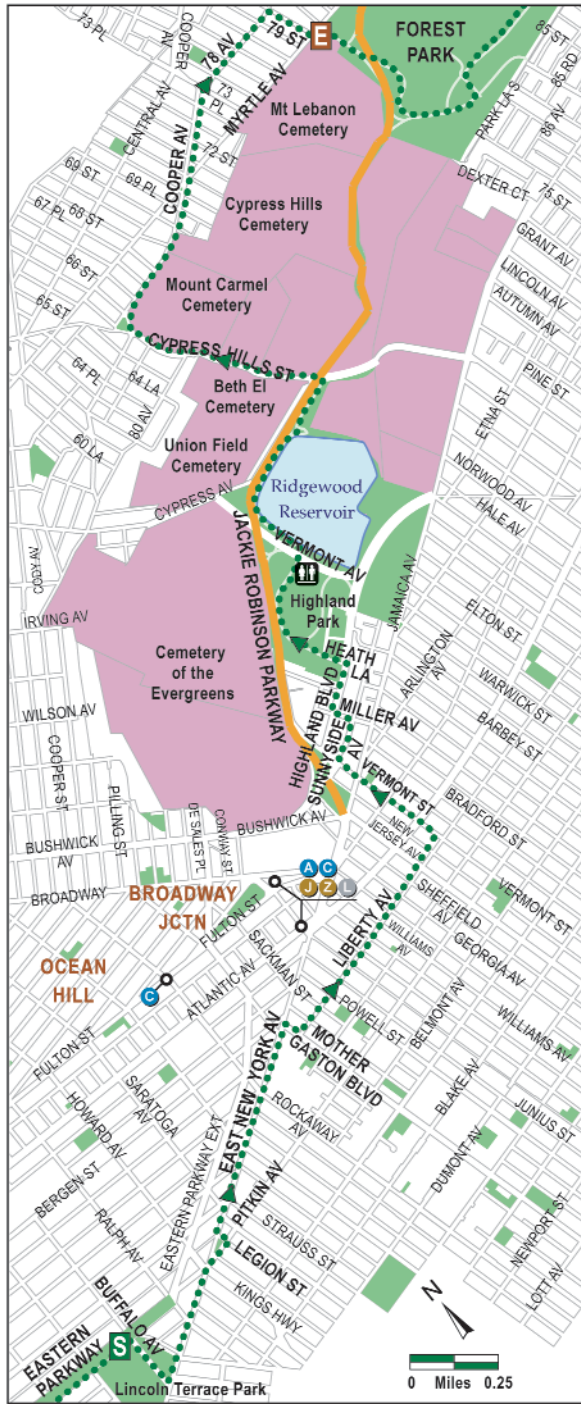 73 PL
COOPER
AV
78 AV
79 ST
E
FOREST
PARK
85 ST
85 RD
86 AV
PARK LA S
CENTRAL AV
73
PL
MYRTLE AV
Mt Lebanon
Cemetery
72 ST
COOPER AV
69 ST
69 PL
68 ST
67 PL
66 ST
65 ST
DEXTER CT
75 ST
Cypress Hills
Cemetery
GRANT AV
LINCOLN AV
AUTUMN AV
Mount Carmel
Cemetery
CYPRESS HILLS ST
PINE ST
64 PL
64 LA
80 AV
60 LA
Beth El
Cemetery
Union Field
Cemetery
ETNA ST
CYPRESS AV
Ridgewood
Reservoir
NORWOOD AV
HALE AV
JACKIE ROBINSON PARKWAY
VERMONT AV
CODY AV
IRVING AV
Highland
Park
JAMAICA AV
ELTON ST
Cemetery
of the
Evergreens
HEATH
LA
ARLINGTON
AV
WARWICK ST
BARBEY ST
WILSON AV
HIGHLAND BLVD
SUNNYSIDE
AV
MILLER AV
COOPER ST
PILLING ST
DE SALES PL
CONWAY ST
BUSHWICK AV
VERMONT ST
BRADFORD ST
NEW
JERSEY AV
BUSHWICK
AV
BROADWAY
BROADWAY
JCTN
A C
J Z L
FULTON ST
LIBERTY AV
SHEFFIELD
AV
VERMONT ST
GEORGIA AV
WILLIAMS
AV
OCEAN
HILL
C
ATLANTIC AV
SACKMAN ST
POWELL ST
BELMONT AV
WILLIAMS AV
FULTON ST
MOTHER
GASTON BLVD
BLAKE AV
JUNIUS ST
SARATOGA
AV
HOWARD AV
EAST NEW YORK AV
ROCKAWAY
AV
DUMONT AV
BERGEN ST
EASTERN PARKWAY EXT
PITKIN AV
STRAUSS ST
NEWPORT ST
LOTT AV
RALPH AV
LEGION ST
KINGS HWY
BUFFALO AV
EASTERN
PARKWAY
S
Lincoln Terrace Park
N
0 Miles 0.25